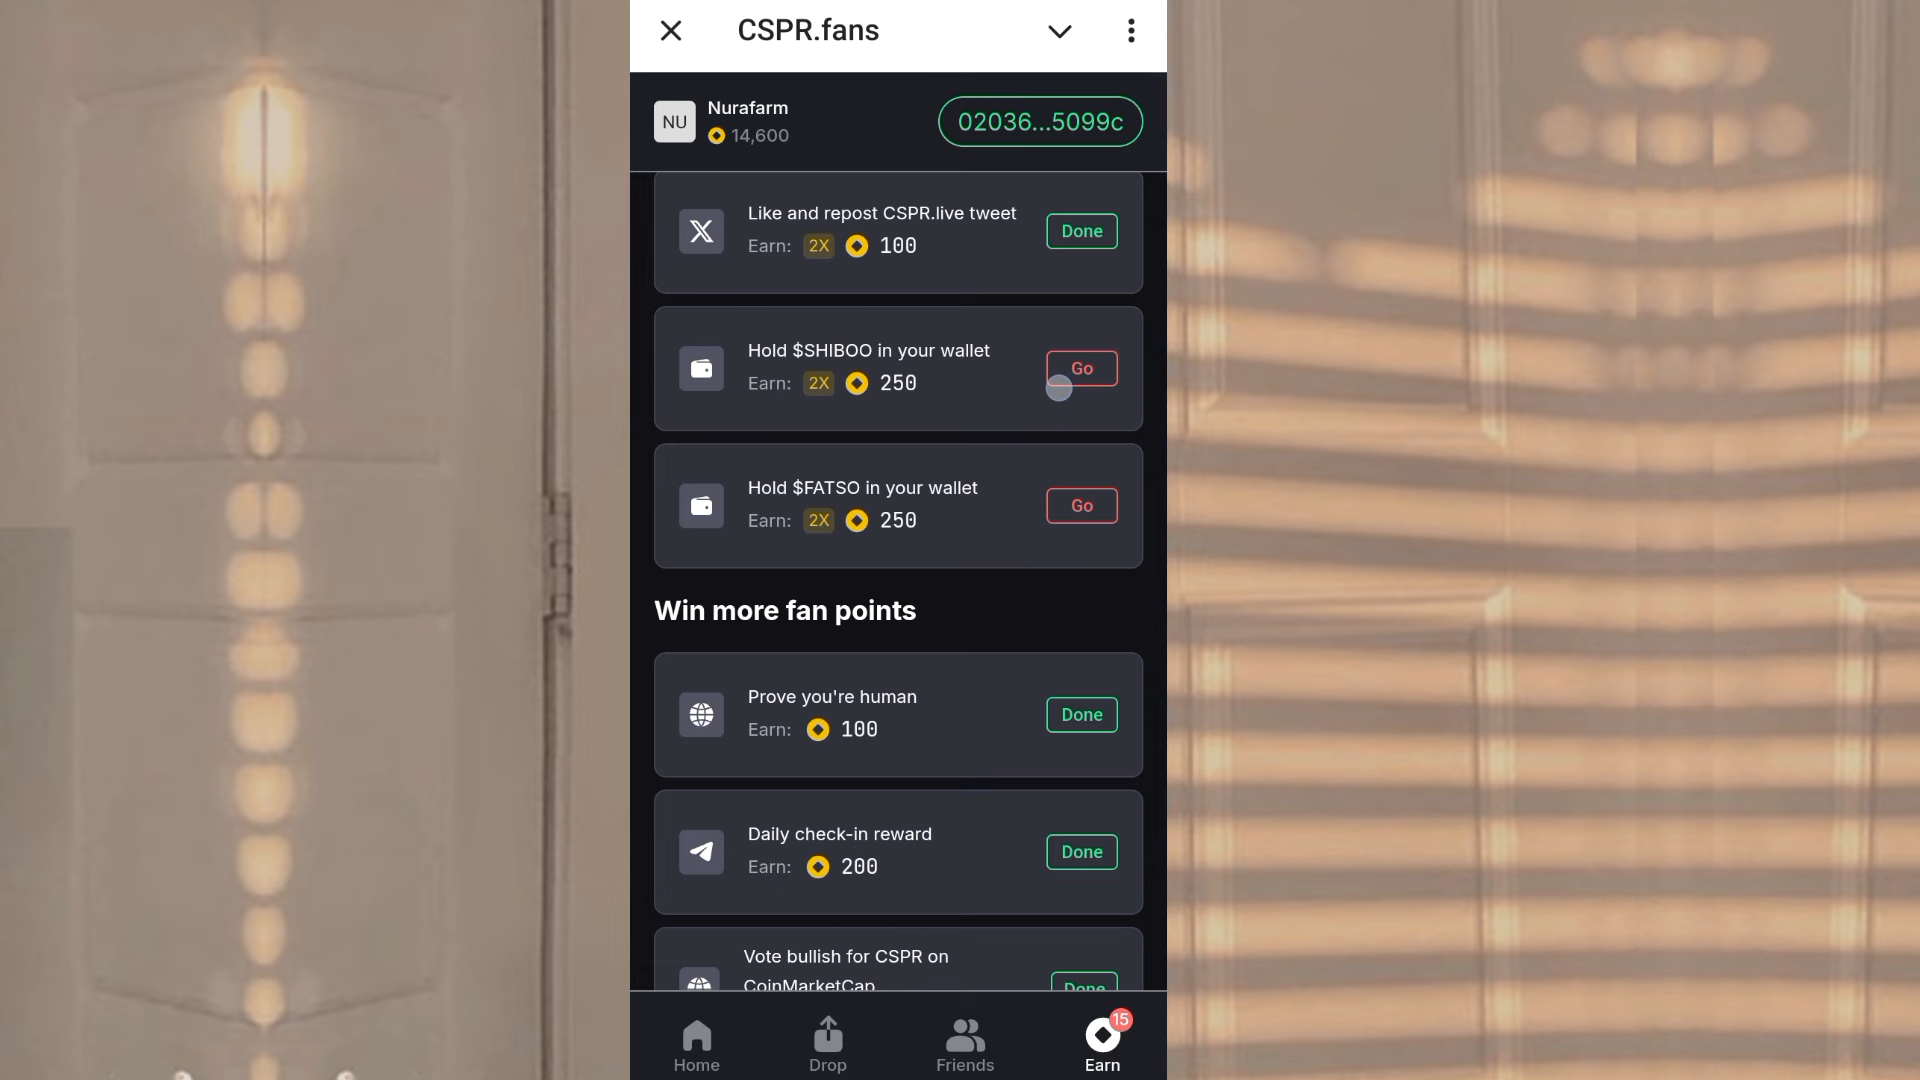 CSPR.fans
NU
Nurafarm
14,600
02036...5099c
Like and repost CSPR.live tweet
Earn: 2X 100
Done
Hold $SHIBOO in your wallet
Earn: 2X 250
Go
Hold $FATSO in your wallet
Earn: 2X 250
Go
Win more fan points
Prove you're human
Earn: 100
Done
Daily check-in reward
Earn: 200
Done
Vote bullish for CSPR on
CoinMarketCap
Done
Home
Drop
Friends
15
Earn